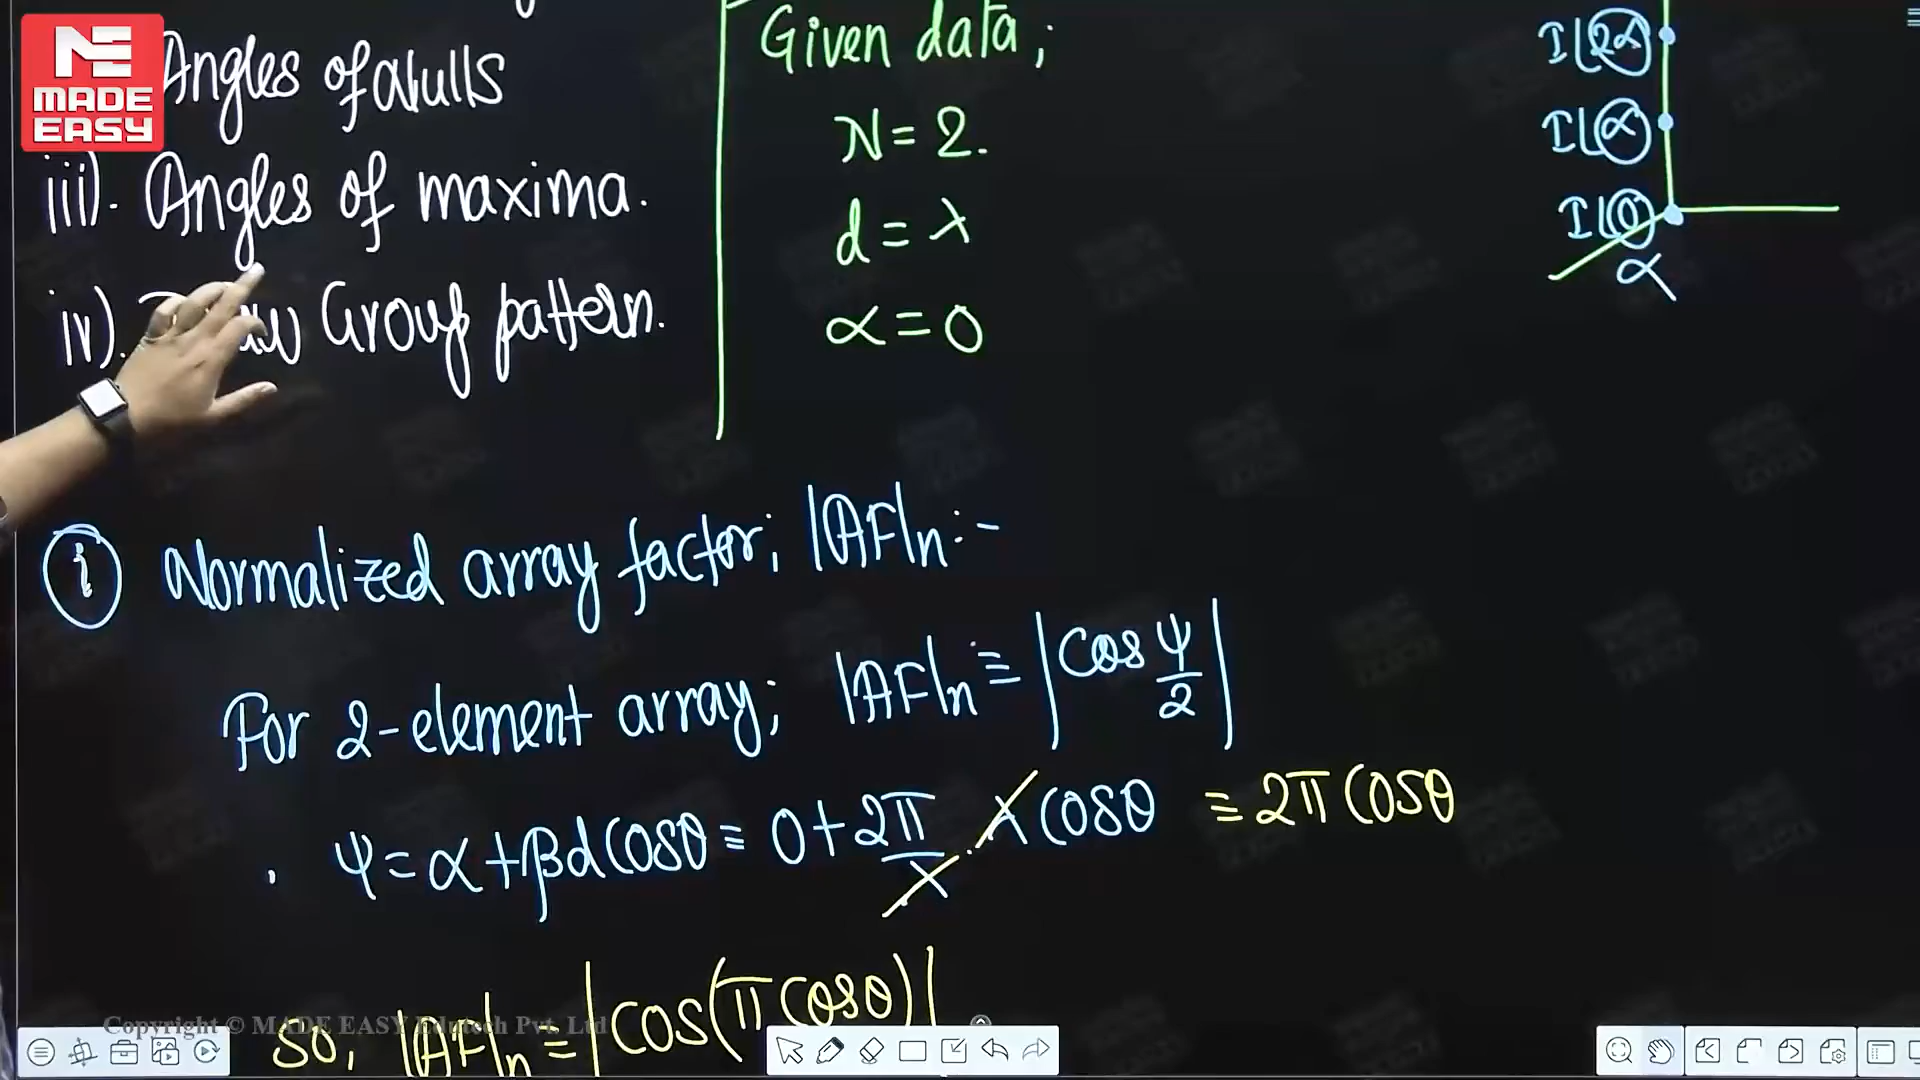 MADE
EASY
Angles of Nulls
iii). Angles of maxima.
iv). Draw Group pattern.
Given data;
N = 2.
d = λ
α = 0
I∠2α
I∠α
I∠0
α
i Normalized array factor; |AF|n :-
For 2-element array; |AF|n = |cos ψ/2|
ψ = α + βd cosθ = 0 + 2π/λ . λ cosθ = 2π cosθ
So, |AF|n = |cos(π cosθ)|
Copyright © MADE EASY Edutech Pvt. Ltd